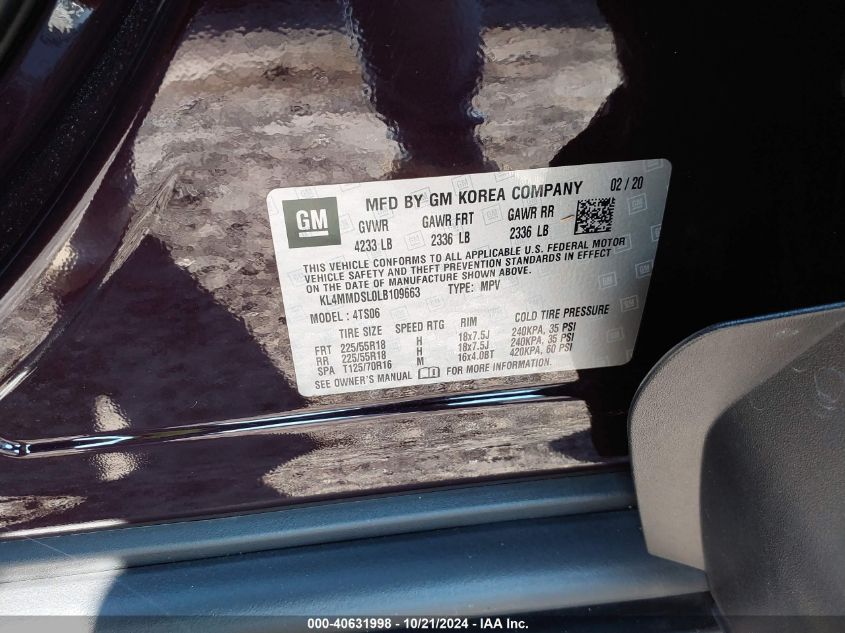 GM
MFD BY GM KOREA COMPANY 02 / 20
GVWR GAWR FRT GAWR RR
4233 LB 2336 LB 2336 LB
THIS VEHICLE CONFORMS TO ALL APPLICABLE U.S. FEDERAL MOTOR
VEHICLE SAFETY AND THEFT PREVENTION STANDARDS IN EFFECT
ON THE DATE OF MANUFACTURE SHOWN ABOVE.
KL4MMDSL0LB109663 TYPE: MPV
MODEL : 4TS06
TIRE SIZE SPEED RTG RIM COLD TIRE PRESSURE
FRT 225/55R18 H 18x7.5J 240KPA, 35 PSI
RR 225/55R18 H 18x7.5J 240KPA, 35 PSI
SPA T125/70R16 M 16x4.0BT 420KPA, 60 PSI
SEE OWNER'S MANUAL FOR MORE INFORMATION.
000-40631998 - 10/21/2024 - IAA